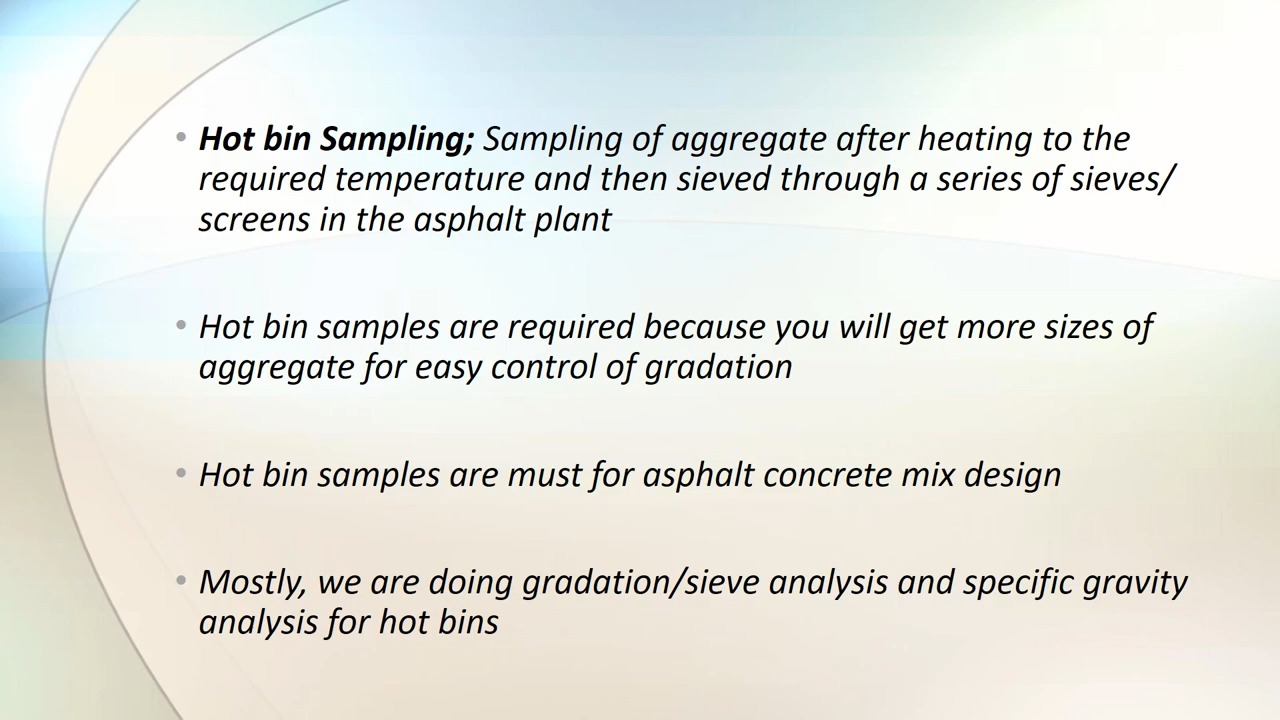 • Hot bin Sampling; Sampling of aggregate after heating to the
required temperature and then sieved through a series of sieves/
screens in the asphalt plant
• Hot bin samples are required because you will get more sizes of
aggregate for easy control of gradation
• Hot bin samples are must for asphalt concrete mix design
• Mostly, we are doing gradation/sieve analysis and specific gravity
analysis for hot bins